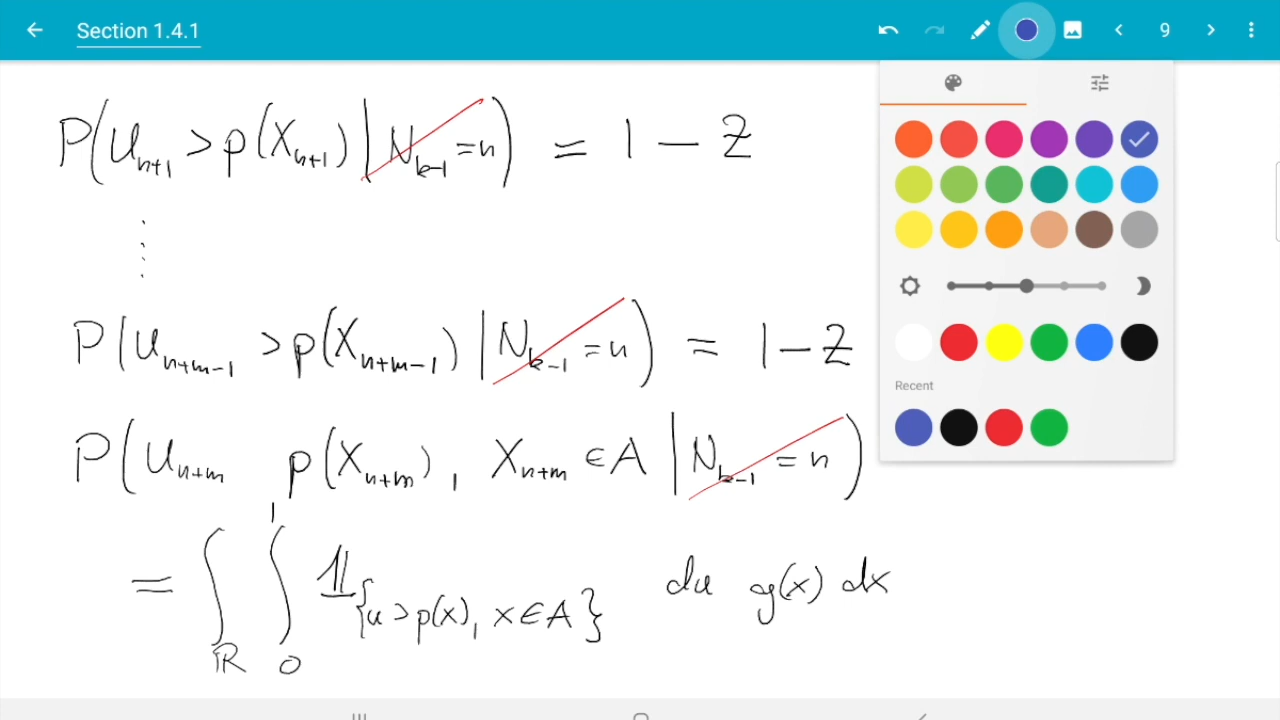 Section 1.4.1 9
P(U_{n+1} > p(X_{n+1}) | N_{k-1} = n) = 1 - Z
⋮
P(U_{n+m-1} > p(X_{n+m-1}) | N_{k-1} = n) = 1 - Z
P(U_{n+m} p(X_{n+m}), X_{n+m} ∈ A | N_{k-1} = n)
= ∫_ℝ ∫_0^1 𝟙_{u > p(x), x ∈ A} du g(x) dx
Recent